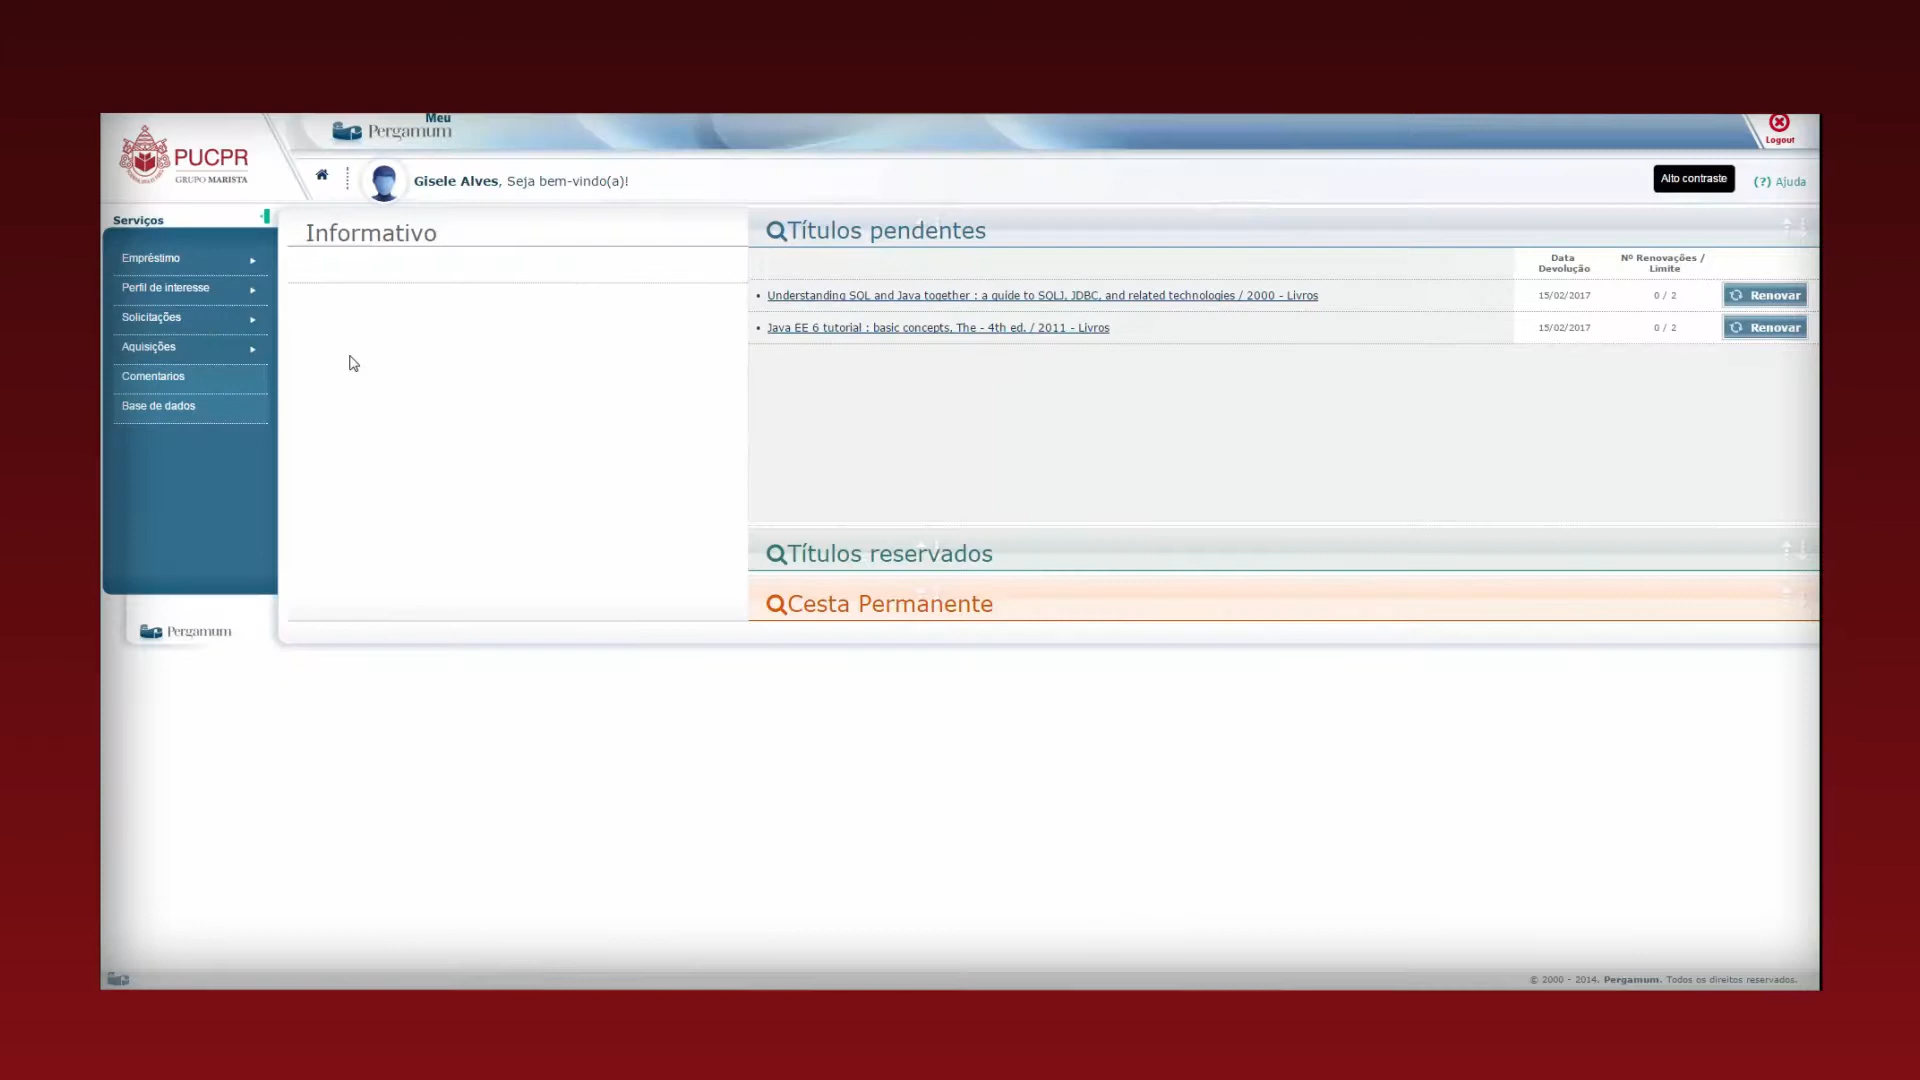 Meu
Pergamum
Logout
PUCPR
GRUPO MARISTA
Gisele Alves, Seja bem-vindo(a)!
Alto contraste
(?) Ajuda
Serviços
Empréstimo
Perfil de interesse
Solicitações
Aquisições
Comentarios
Base de dados
Pergamum
Informativo
Títulos pendentes
Data
Devolução
Nº Renovações /
Limite
• Understanding SQL and Java together : a guide to SQLJ, JDBC, and related technologies / 2000 - Livros
15/02/2017
0 / 2
Renovar
• Java EE 6 tutorial : basic concepts, The - 4th ed. / 2011 - Livros
15/02/2017
0 / 2
Renovar
Títulos reservados
Cesta Permanente
© 2000 - 2014. Pergamum. Todos os direitos reservados.